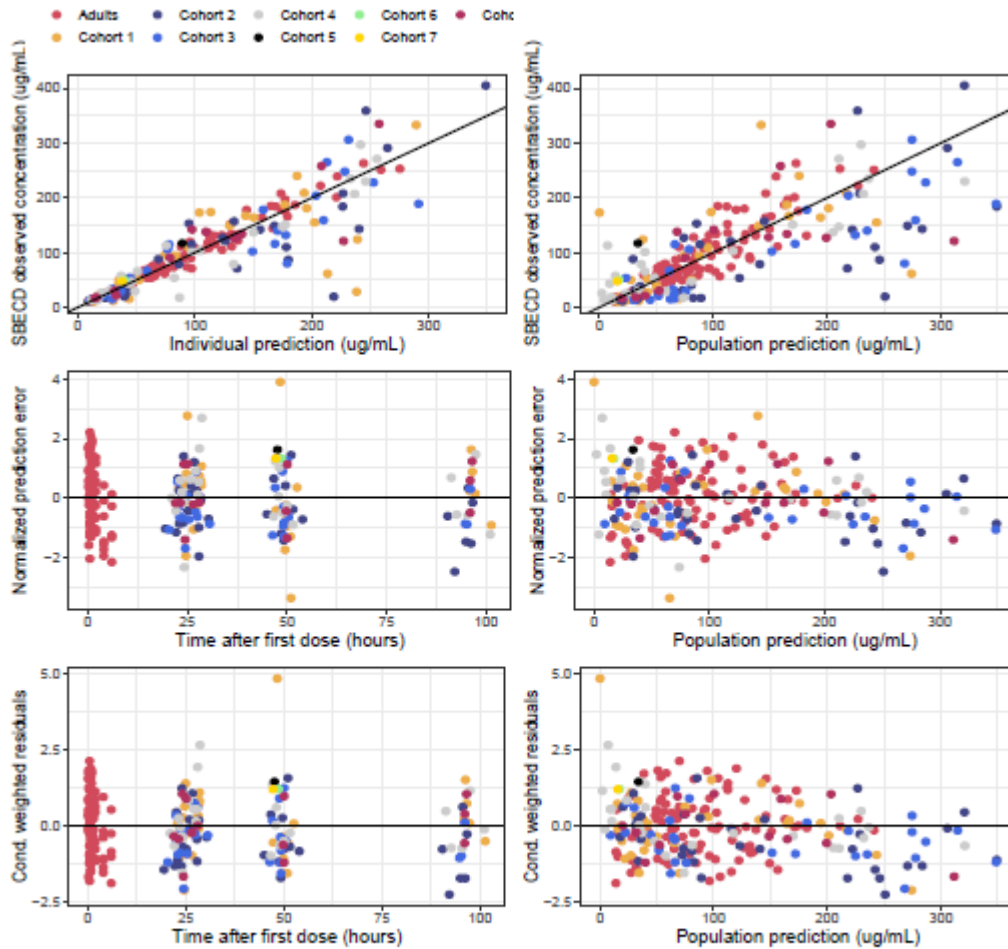 Adults Cohort 2 Cohort 4 Cohort 6
Cohort 1 Cohort 3 Cohort 5 Cohort 7
SBECD observed concentration (ug/mL)
400
300
200
100
0
0 100 200 300
Individual prediction (ug/mL)
SBECD observed concentration (ug/mL)
400
300
200
100
0
0 100 200 300
Population prediction (ug/mL)
Normalized prediction error
4
2
0
−2
0 25 50 75 100
Time after first dose (hours)
Normalized prediction error
4
2
0
−2
0 100 200 300
Population prediction (ug/mL)
Cond. weighted residuals
5.0
2.5
0.0
−2.5
0 25 50 75 100
Time after first dose (hours)
Cond. weighted residuals
5.0
2.5
0.0
−2.5
0 100 200 300
Population prediction (ug/mL)